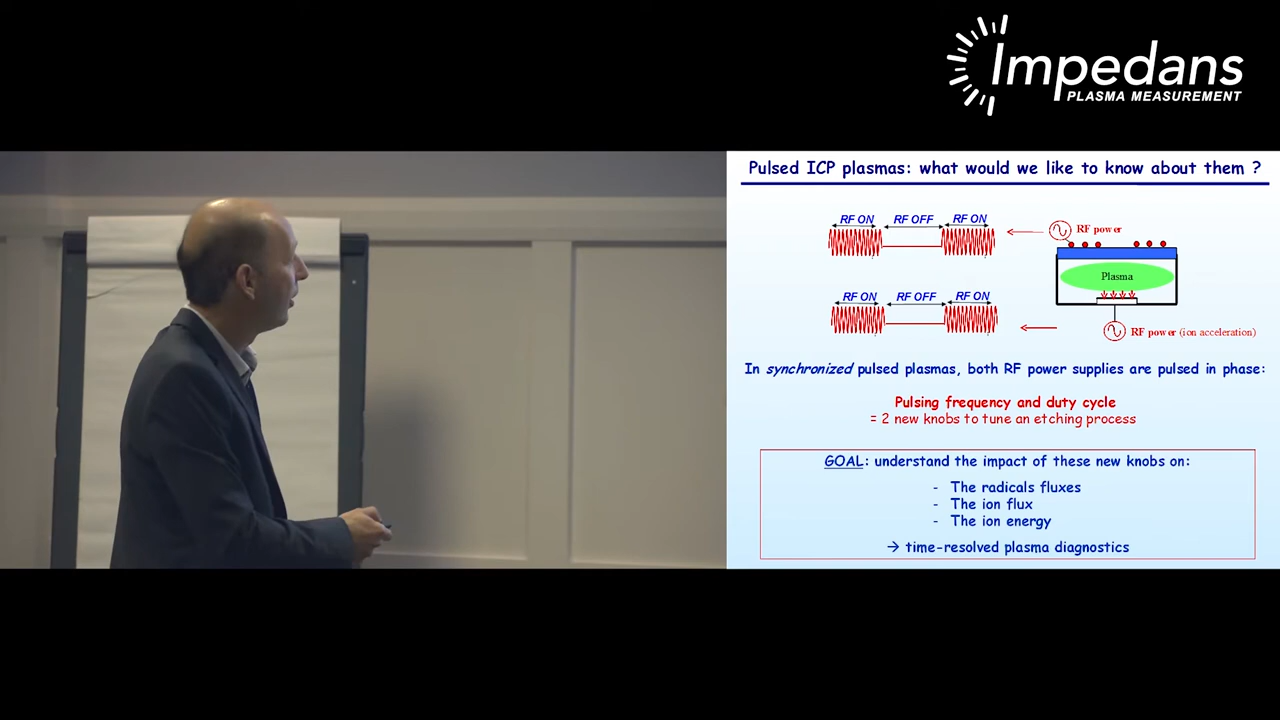 Impedans
PLASMA MEASUREMENT
Pulsed ICP plasmas: what would we like to know about them ?
RF ON RF OFF RF ON
RF power
Plasma
RF ON RF OFF RF ON
RF power (ion acceleration)
In synchronized pulsed plasmas, both RF power supplies are pulsed in phase:
Pulsing frequency and duty cycle
= 2 new knobs to tune an etching process
GOAL: understand the impact of these new knobs on:
- The radicals fluxes
- The ion flux
- The ion energy
→ time-resolved plasma diagnostics